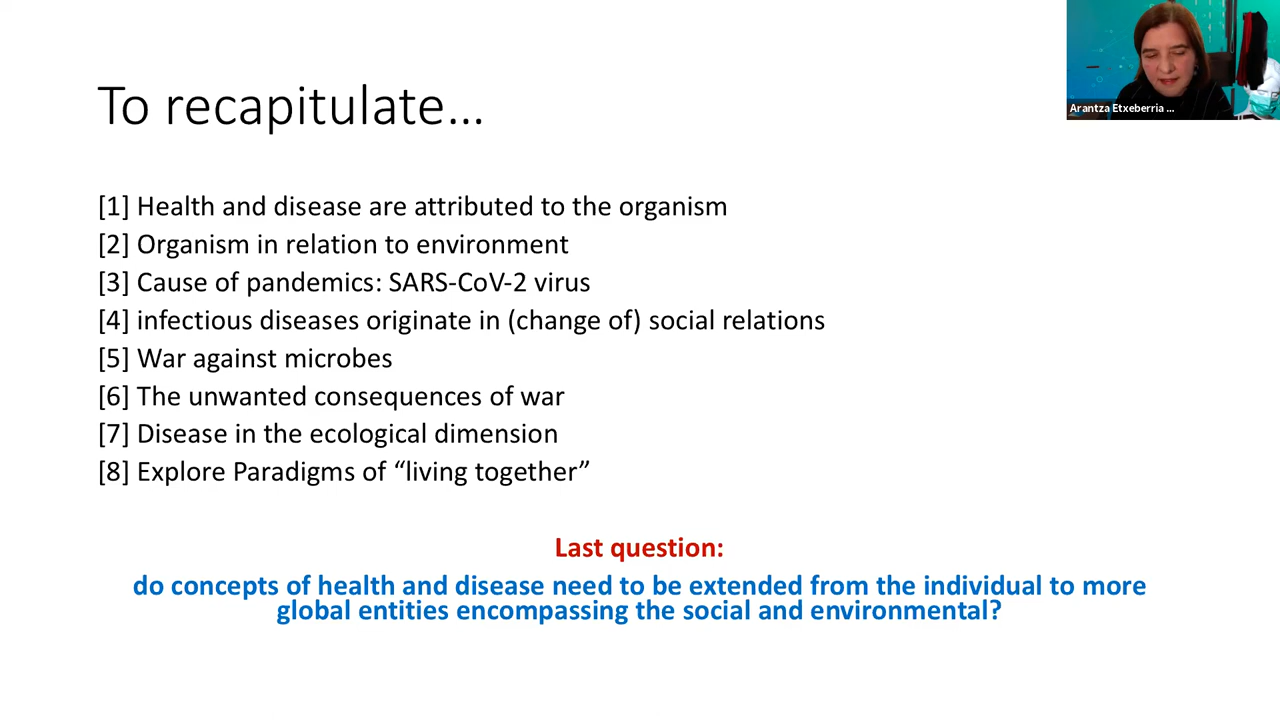 To recapitulate…
Arantza Etxeberria ...
[1] Health and disease are attributed to the organism
[2] Organism in relation to environment
[3] Cause of pandemics: SARS-CoV-2 virus
[4] infectious diseases originate in (change of) social relations
[5] War against microbes
[6] The unwanted consequences of war
[7] Disease in the ecological dimension
[8] Explore Paradigms of “living together”
Last question:
do concepts of health and disease need to be extended from the individual to more
global entities encompassing the social and environmental?